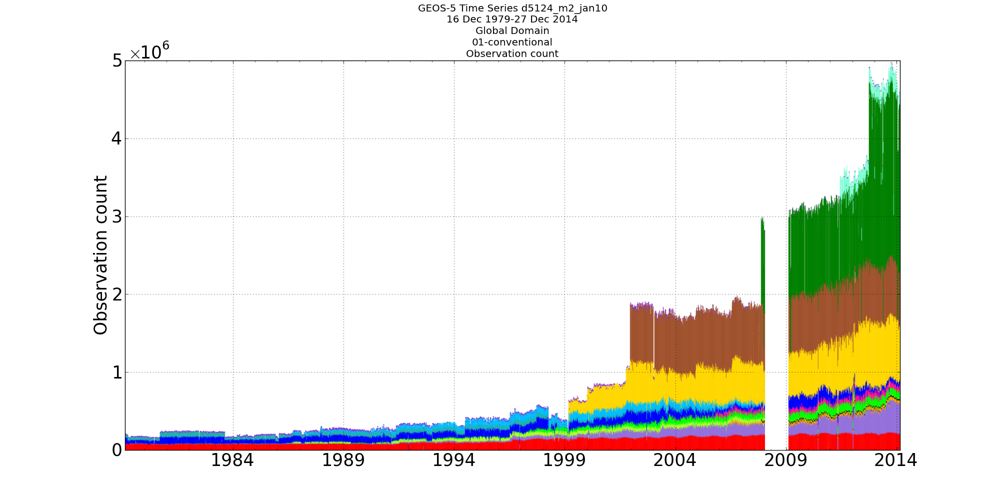 GEOS-5 Time Series d5124_m2_jan10
16 Dec 1979-27 Dec 2014
Global Domain
01-conventional
Observation count
×10^6
5
4
3
2
1
0
Observation count
1984 1989 1994 1999 2004 2009 2014